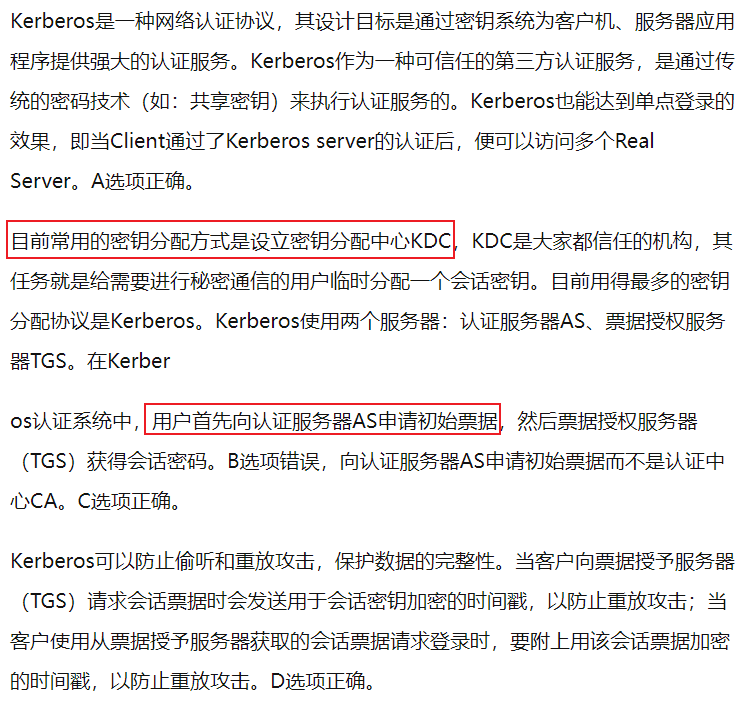 Kerberos是一种网络认证协议，其设计目标是通过密钥系统为客户机、服务器应用
程序提供强大的认证服务。Kerberos作为一种可信任的第三方认证服务，是通过传
统的密码技术（如：共享密钥）来执行认证服务的。Kerberos也能达到单点登录的
效果，即当Client通过了Kerberos server的认证后，便可以访问多个Real
Server。A选项正确。
目前常用的密钥分配方式是设立密钥分配中心KDC，KDC是大家都信任的机构，其
任务就是给需要进行秘密通信的用户临时分配一个会话密钥。目前用得最多的密钥
分配协议是Kerberos。Kerberos使用两个服务器：认证服务器AS、票据授权服务
器TGS。在Kerber
os认证系统中，用户首先向认证服务器AS申请初始票据，然后票据授权服务器
（TGS）获得会话密码。B选项错误，向认证服务器AS申请初始票据而不是认证中
心CA。C选项正确。
Kerberos可以防止偷听和重放攻击，保护数据的完整性。当客户向票据授予服务器
（TGS）请求会话票据时会发送用于会话密钥加密的时间戳，以防止重放攻击；当
客户使用从票据授予服务器获取的会话票据请求登录时，要附上用该会话票据加密
的时间戳，以防止重放攻击。D选项正确。